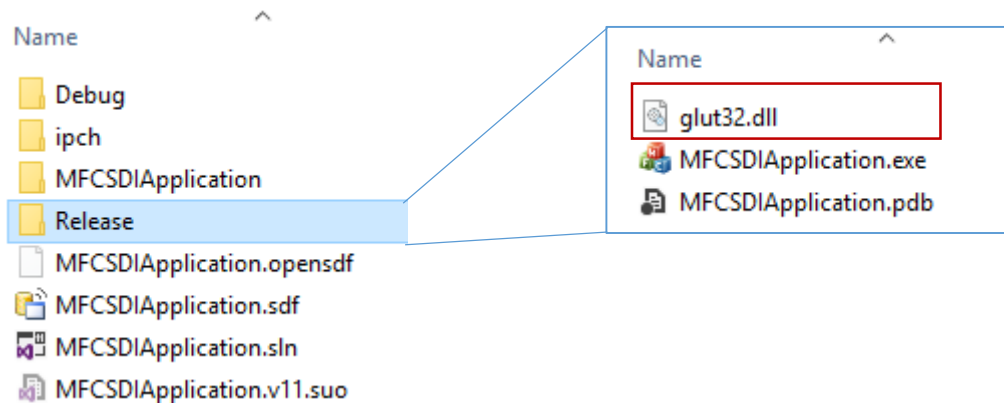 Name
Debug
ipch
MFCSDIApplication
Release
MFCSDIApplication.opensdf
MFCSDIApplication.sdf
MFCSDIApplication.sln
MFCSDIApplication.v11.suo
Name
glut32.dll
MFCSDIApplication.exe
MFCSDIApplication.pdb